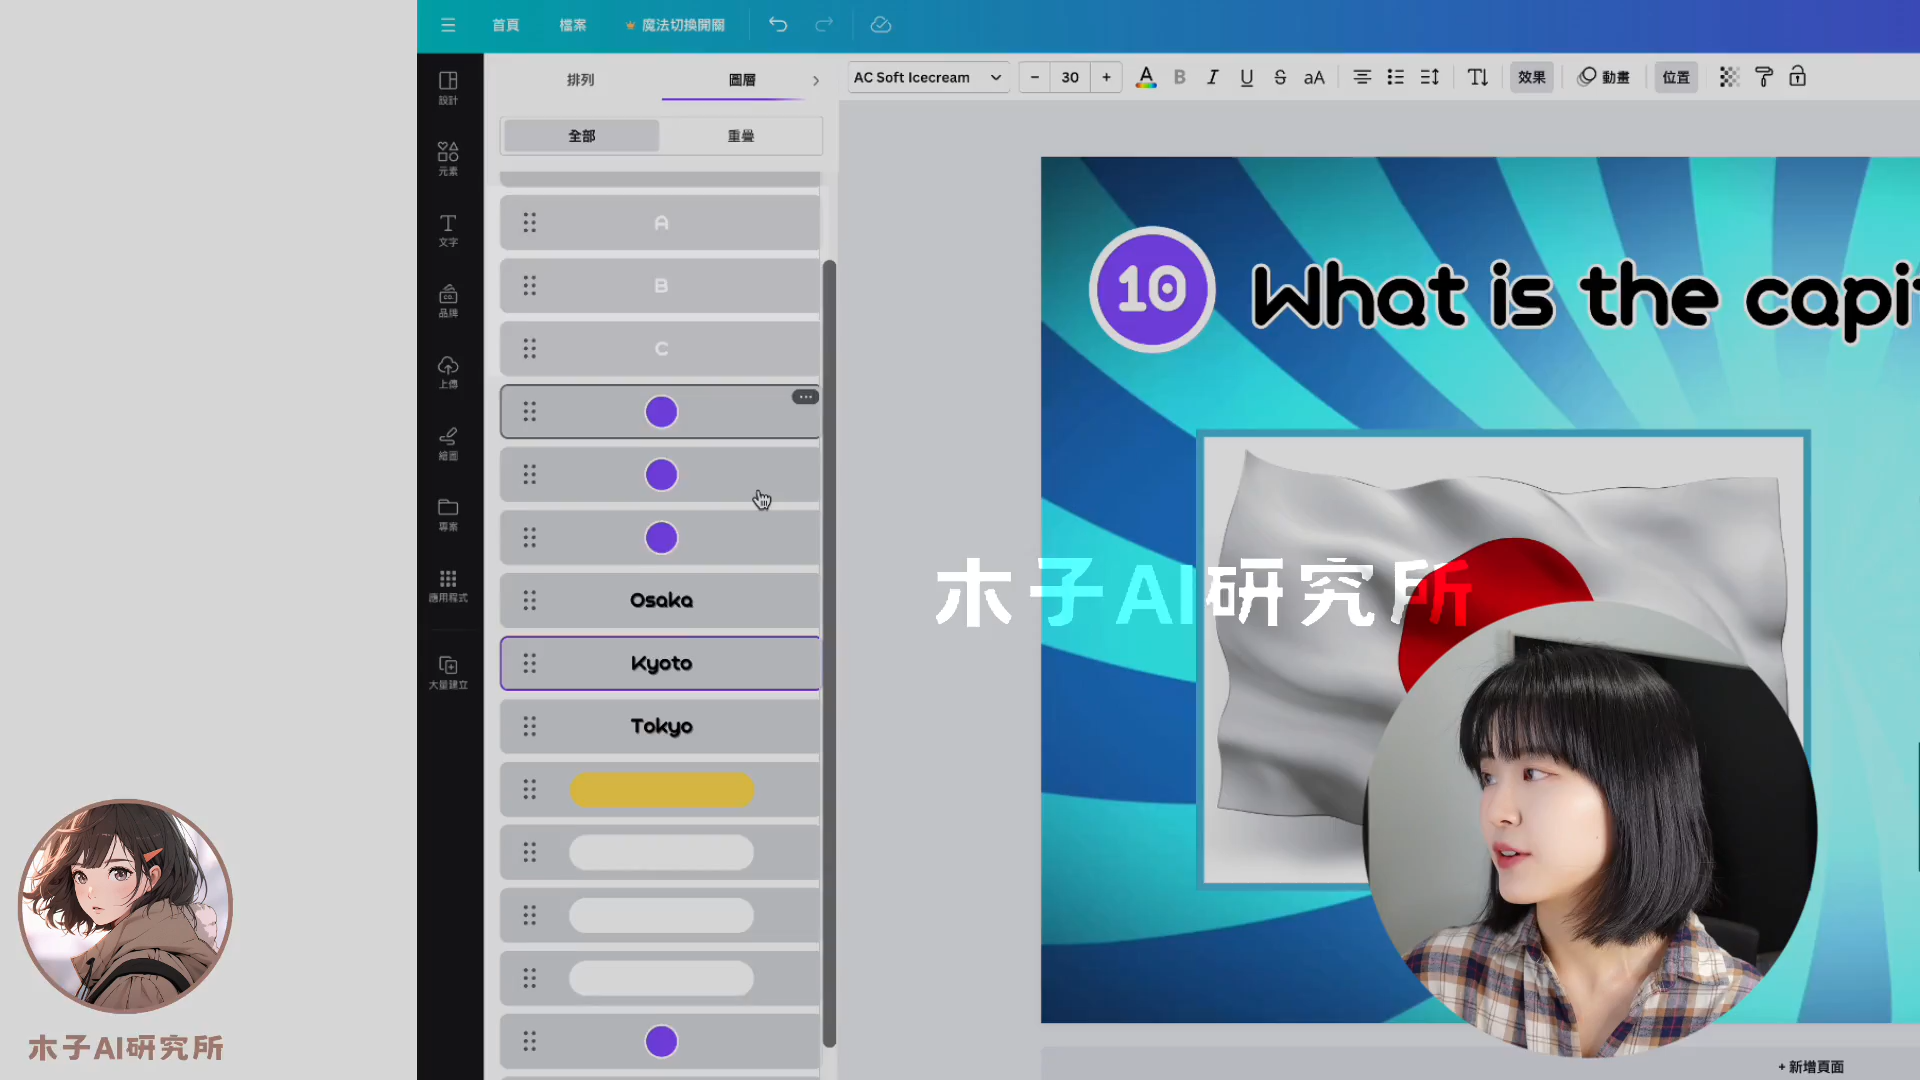 首頁
檔案
魔法切換開關
設計
元素
文字
品牌
上傳
繪圖
專案
應用程式
大量建立
排列
圖層
全部
重疊
A
B
C
Osaka
Kyoto
Tokyo
AC Soft Icecream
− 30 +
A B I U S aA
效果
動畫
位置
10
What is the capi
木子AI研究所
木子AI研究所
+ 新增頁面